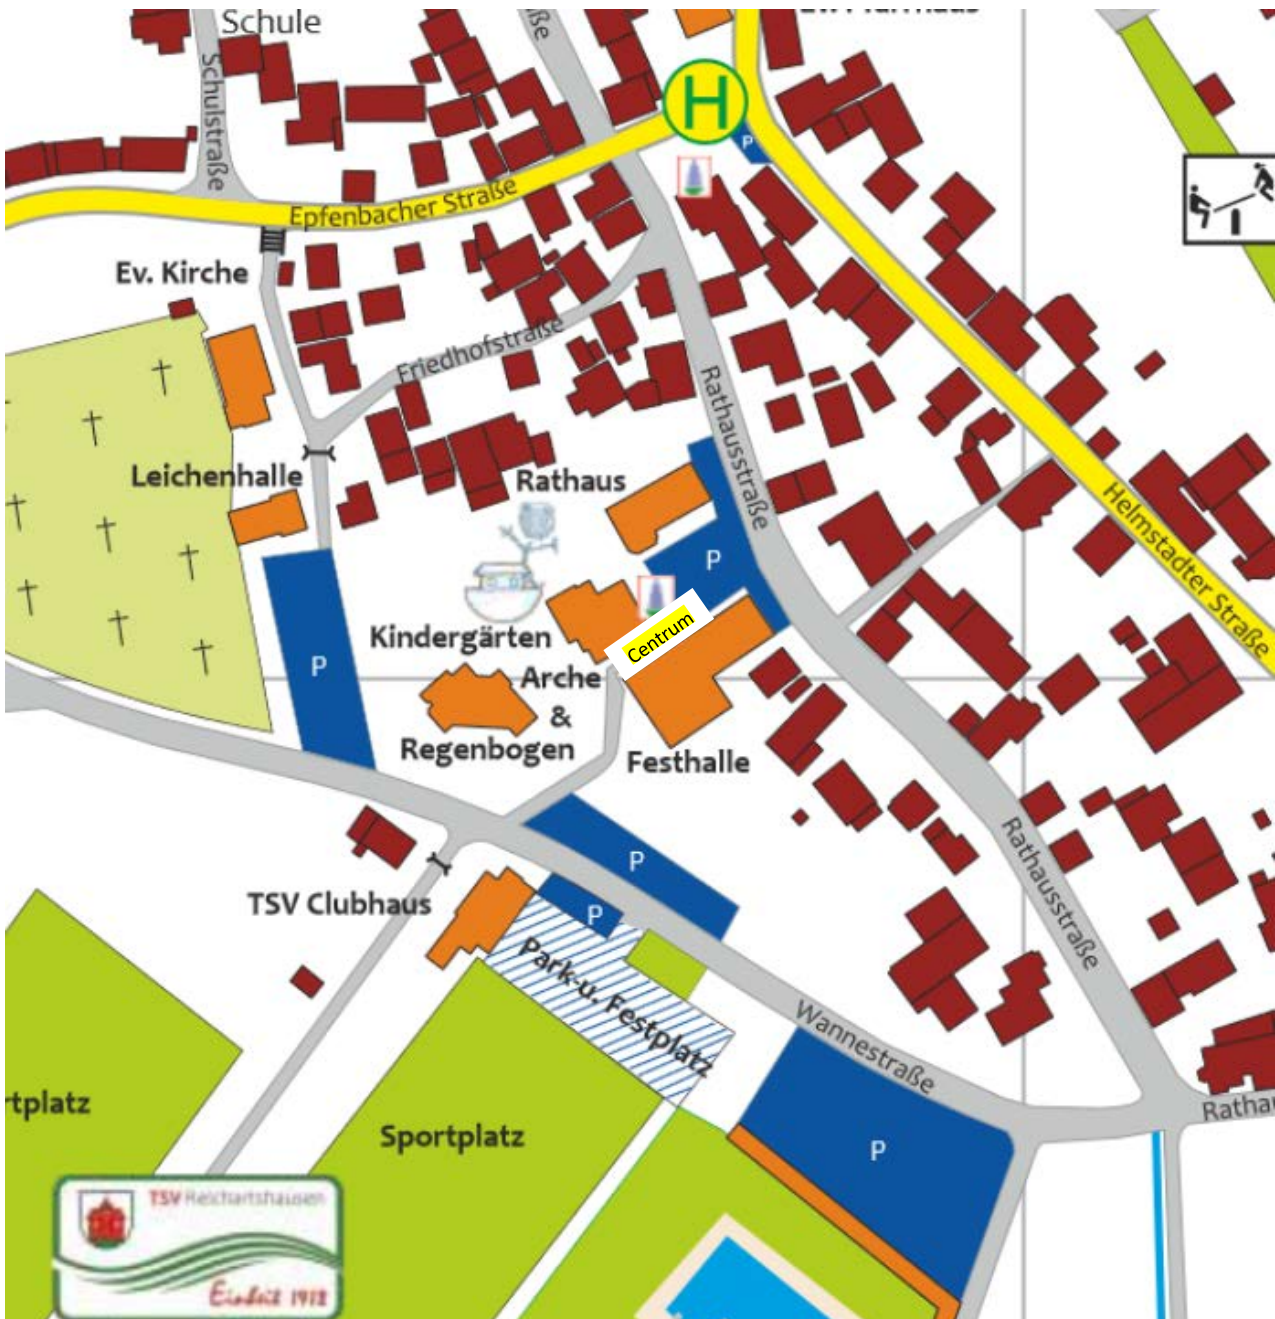 Schule
Schulstraße
H
P
Epfenbacher Straße
Ev. Kirche
Friedhofstraße
Rathausstraße
Leichenhalle
Rathaus
Helmstadter Straße
P
Centrum
Kindergärten
Arche
&
Regenbogen
P
Festhalle
P
P
TSV Clubhaus
Park-u. Festplatz
Rathausstraße
Wannestraße
rtplatz
Sportplatz
P
Ratha
TSV Reichartshausen
Einheit 1912